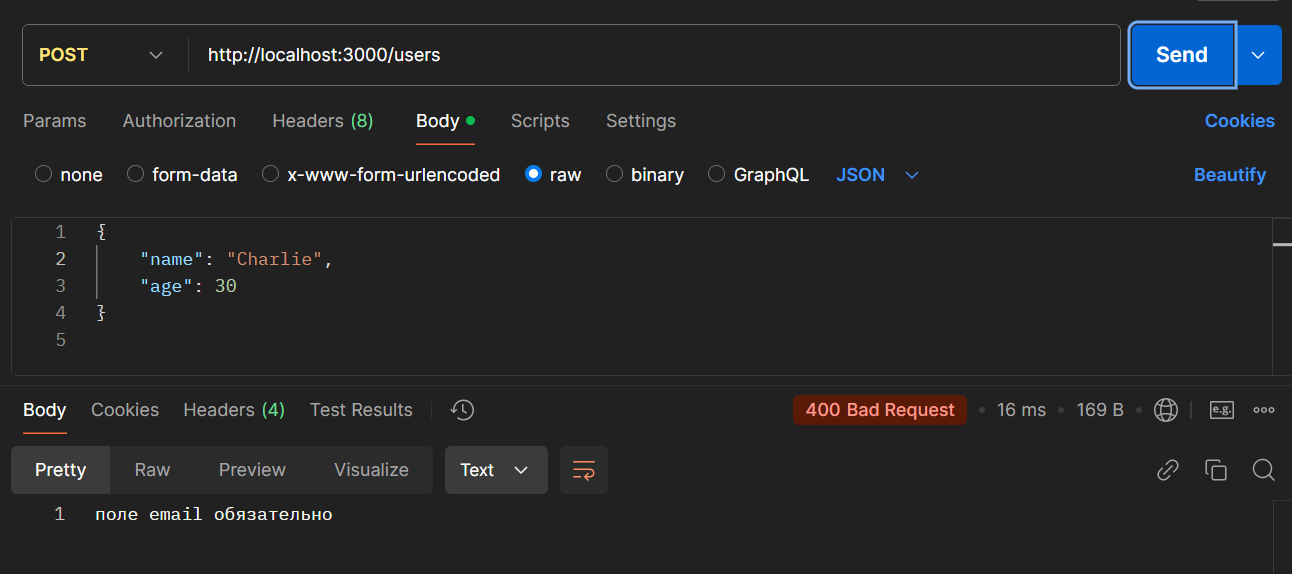 POST http://localhost:3000/users Send
Params Authorization Headers (8) Body Scripts Settings Cookies
none form-data x-www-form-urlencoded raw binary GraphQL JSON Beautify
1 {
2 "name": "Charlie",
3 "age": 30
4 }
5
Body Cookies Headers (4) Test Results 400 Bad Request 16 ms 169 B e.g.
Pretty Raw Preview Visualize Text
1 поле email обязательно